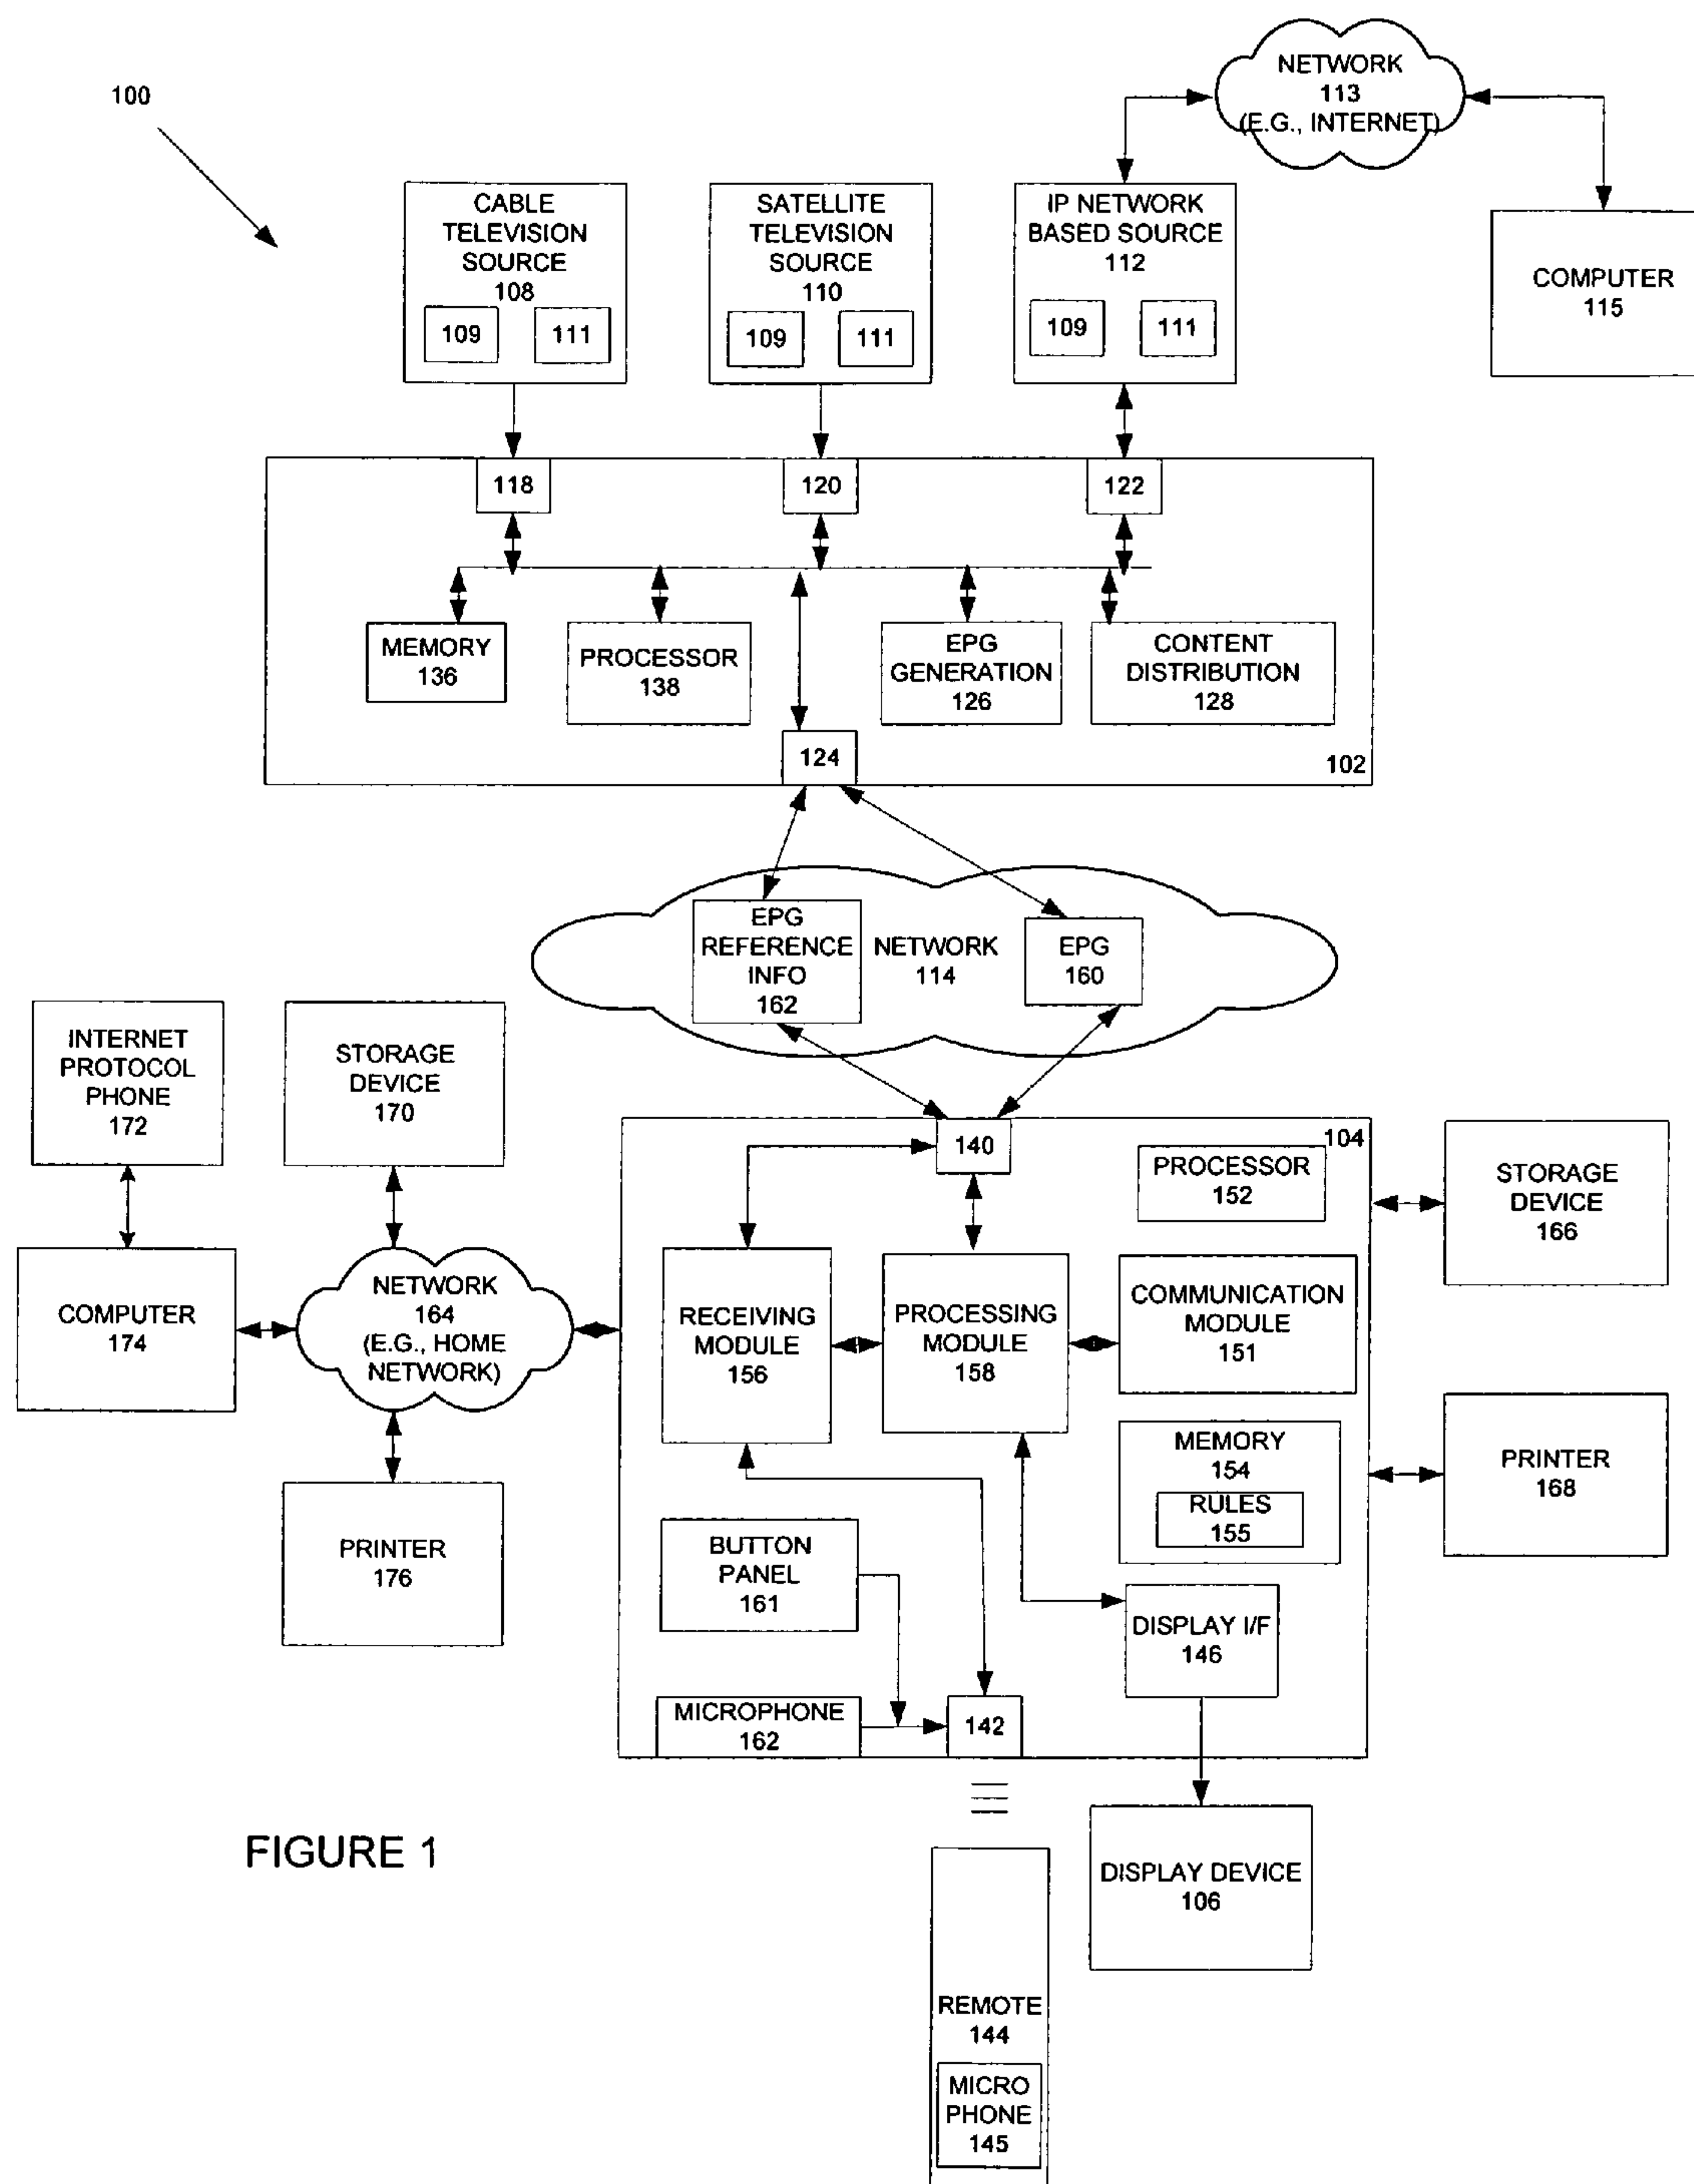 100
NETWORK
113
(E.G., INTERNET)
CABLE
TELEVISION
SOURCE
108
109
111
SATELLITE
TELEVISION
SOURCE
110
109
111
IP NETWORK
BASED SOURCE
112
109
111
COMPUTER
115
118
120
122
MEMORY
136
PROCESSOR
138
EPG
GENERATION
126
CONTENT
DISTRIBUTION
128
124
102
EPG
REFERENCE
INFO
162
NETWORK
114
EPG
160
INTERNET
PROTOCOL
PHONE
172
STORAGE
DEVICE
170
COMPUTER
174
NETWORK
164
(E.G., HOME
NETWORK)
PRINTER
176
140
104
PROCESSOR
152
RECEIVING
MODULE
156
PROCESSING
MODULE
158
COMMUNICATION
MODULE
151
MEMORY
154
RULES
155
BUTTON
PANEL
161
DISPLAY I/F
146
MICROPHONE
162
142
STORAGE
DEVICE
166
PRINTER
168
FIGURE 1
DISPLAY DEVICE
106
REMOTE
144
MICRO
PHONE
145